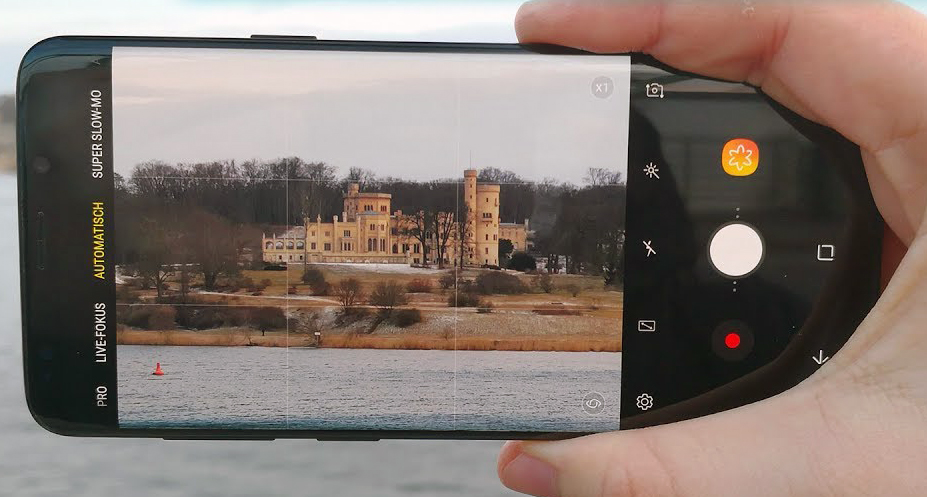 SUPER SLOW-MO
AUTOMATISCH
LIVE-FOKUS
PRO
X1